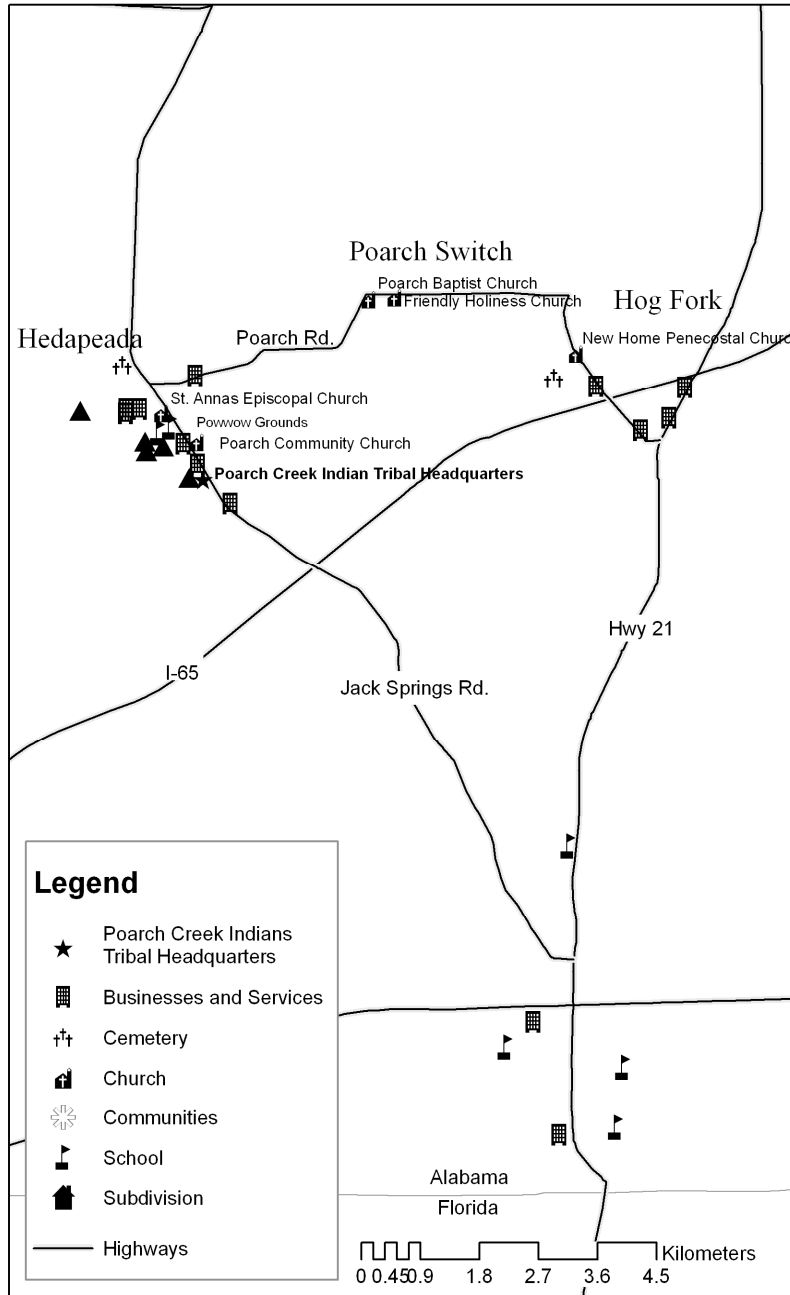 Poarch Switch
Poarch Baptist Church
Friendly Holiness Church
Hog Fork
New Home Penecostal Churc
Hedapeada
Poarch Rd.
St. Annas Episcopal Church
Powwow Grounds
Poarch Community Church
Poarch Creek Indian Tribal Headquarters
Hwy 21
I-65
Jack Springs Rd.
Legend
Poarch Creek Indians
Tribal Headquarters
Businesses and Services
Cemetery
Church
Communities
School
Subdivision
Highways
Alabama
Florida
Kilometers
0 0.450.9 1.8 2.7 3.6 4.5